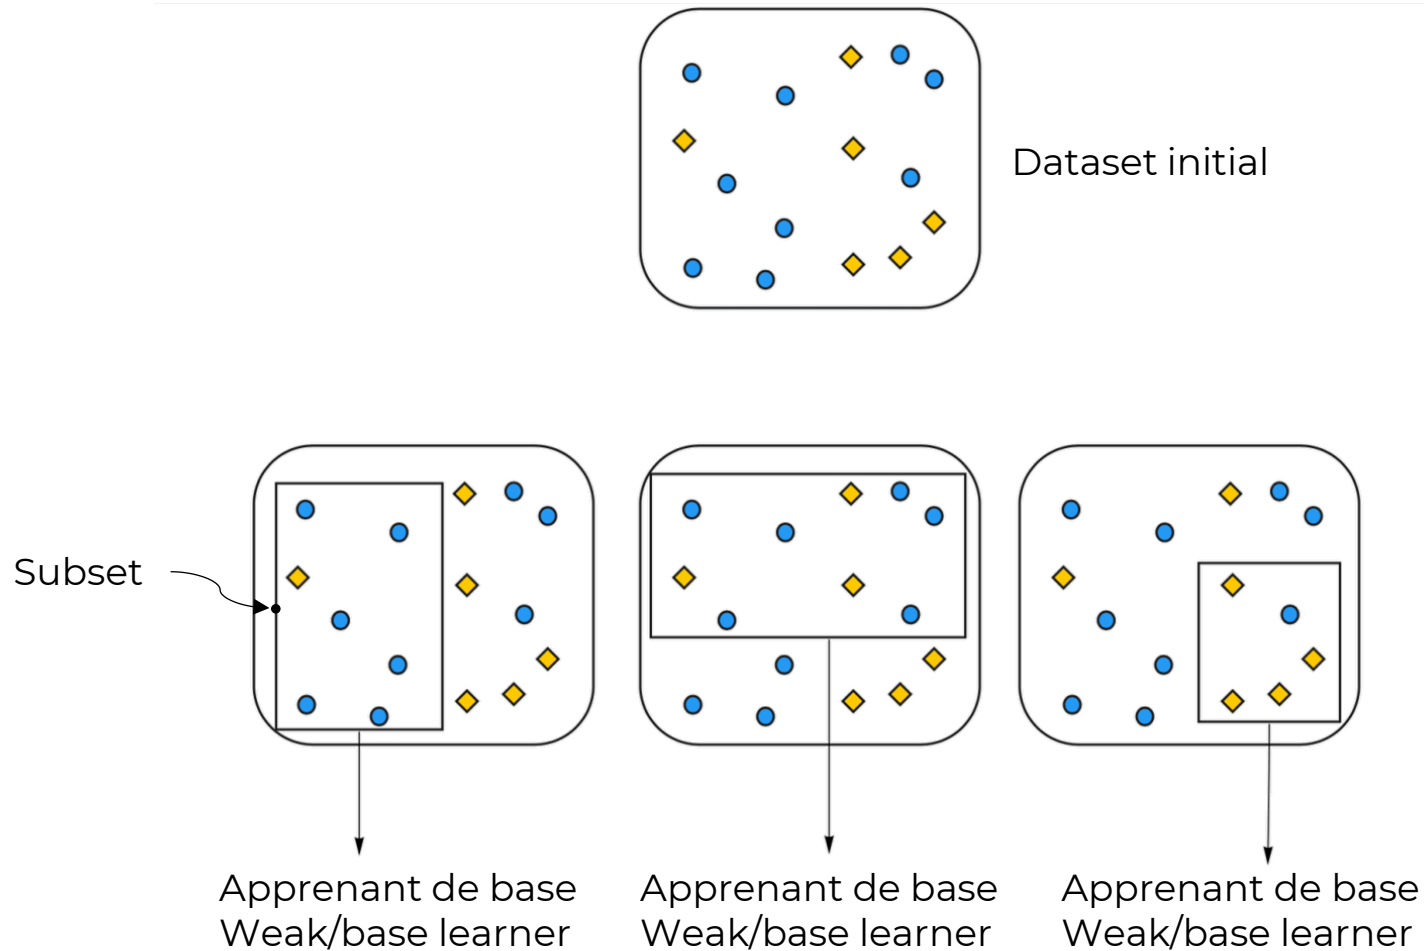 Dataset initial
Subset
Apprenant de base
Weak/base learner
Apprenant de base
Weak/base learner
Apprenant de base
Weak/base learner